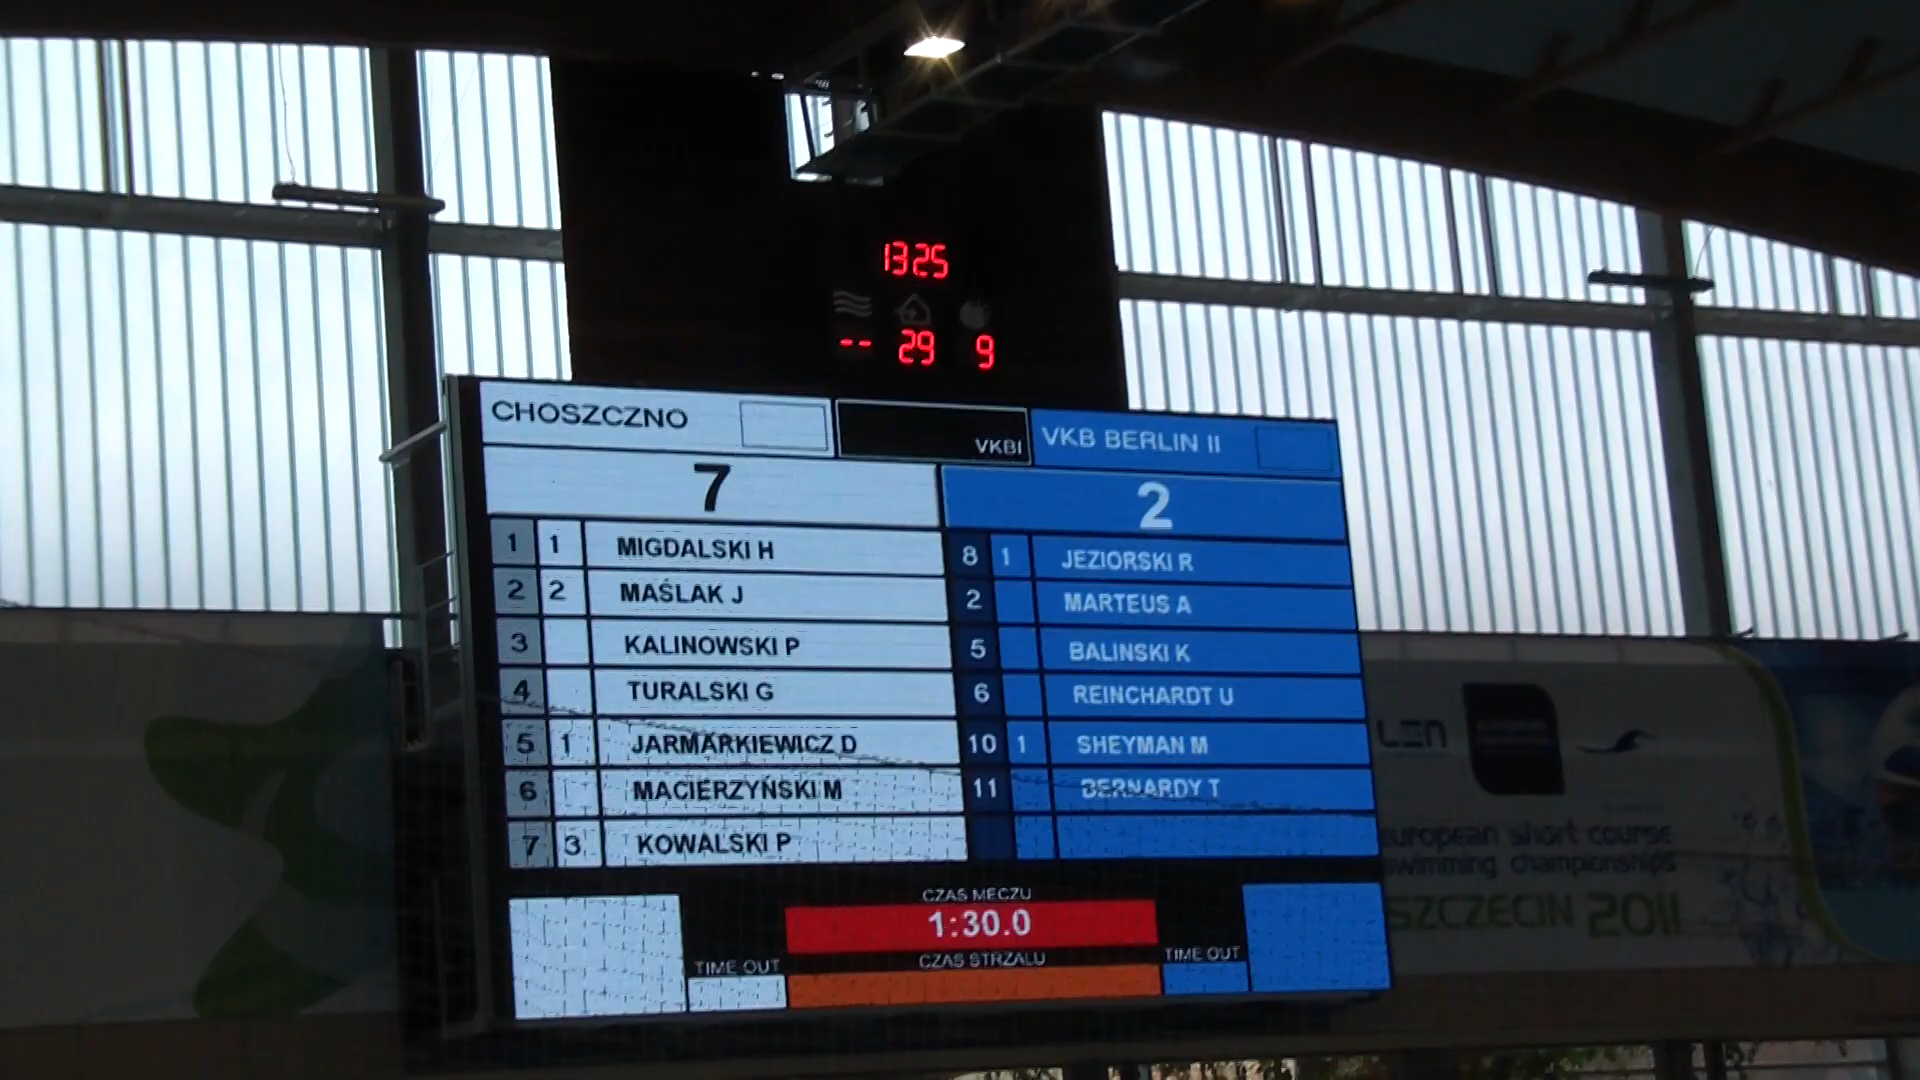 1325
-- 29 9
CHOSZCZNO
VKBI
VKB BERLIN II
7
2
1 1 MIGDALSKI H
2 2 MAŚLAK J
3 KALINOWSKI P
4 TURALSKI G
5 1 JARMARKIEWICZ D
6 MACIERZYŃSKI M
7 3 KOWALSKI P
8 1 JEZIORSKI R
2 MARTEUS A
5 BALINSKI K
6 REINCHARDT U
10 1 SHEYMAN M
11 BERNARDY T
CZAS MECZU
1:30.0
CZAS STRZALU
TIME OUT
TIME OUT
LEN
european short course
swimming championships
SZCZECIN 2011